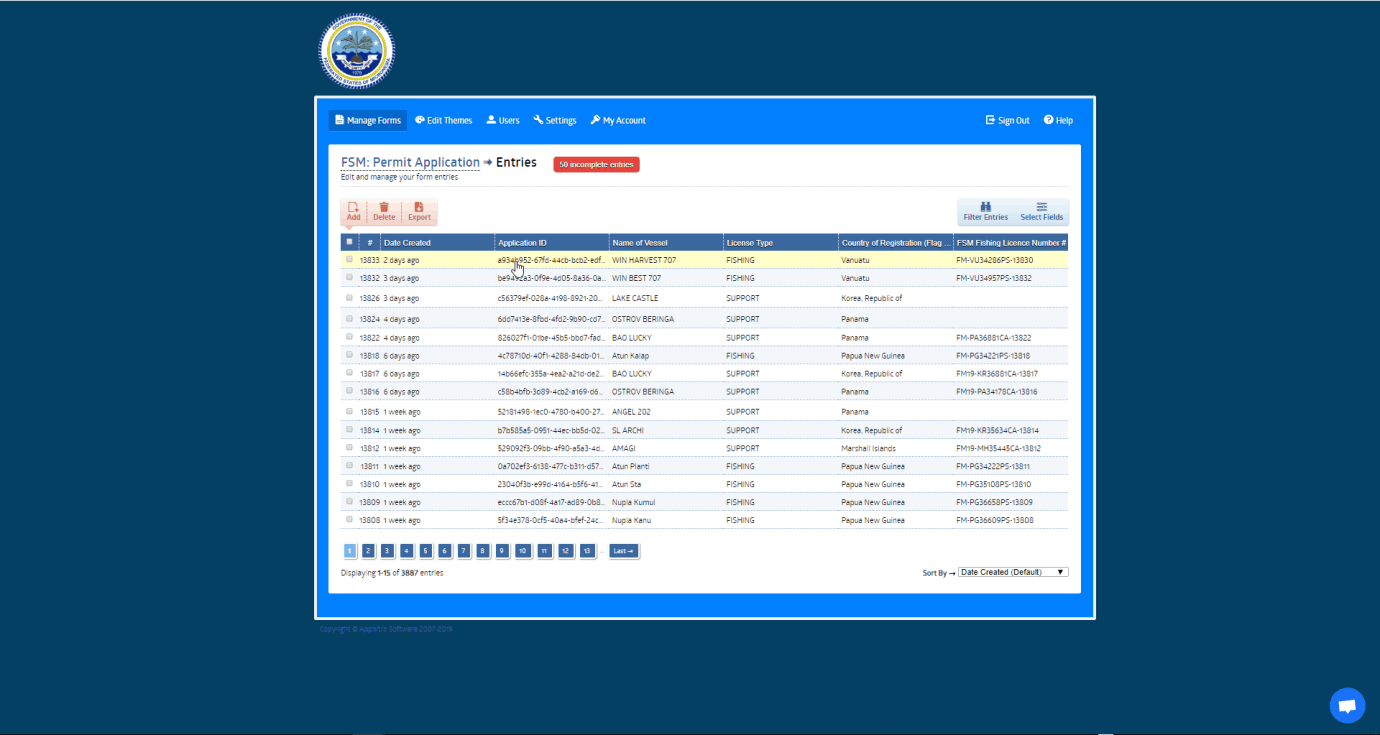 GOVERNMENT OF THE
FEDERATED STATES OF MICRONESIA
1979
Manage Forms Edit Themes Users Settings My Account Sign Out Help
FSM: Permit Application Entries 50 incomplete entries
Edit and manage your form entries
Add Delete Export Filter Entries Select Fields
# Date Created Application ID Name of Vessel License Type Country of Registration (Flag ... FSM Fishing Licence Number #
13833 2 days ago a934b952-67fd-44cb-bcb2-edf... WIN HARVEST 707 FISHING Vanuatu FM-VU34286PS-13830
13832 3 days ago be9492a3-0f9e-4d05-8a36-0a... WIN BEST 707 FISHING Vanuatu FM-VU34957PS-13832
13826 3 days ago c56379ef-028a-4198-8921-20... LAKE CASTLE SUPPORT Korea, Republic of
13824 4 days ago 6dd7413e-8fbd-4fd2-9b90-cd7... OSTROV BERINGA SUPPORT Panama
13822 4 days ago 826027f1-01be-45b5-bbd7-fad... BAO LUCKY SUPPORT Panama FM-PA36881CA-13822
13818 6 days ago 4c78710d-40f1-4288-84db-01... Atun Kalap FISHING Papua New Guinea FM-PG34221PS-13818
13817 6 days ago 14b66efc-355a-4ea2-a21d-de2... BAO LUCKY SUPPORT Korea, Republic of FM19-KR36881CA-13817
13816 6 days ago c58b4bfb-3d89-4cb2-a169-d6... OSTROV BERINGA SUPPORT Panama FM19-PA34178CA-13816
13815 1 week ago 52181498-1ec0-4780-b400-27... ANGEL 202 SUPPORT Panama
13814 1 week ago b7b585a5-0951-44ec-bb5d-02... SL ARCHI SUPPORT Korea, Republic of FM19-KR35634CA-13814
13812 1 week ago 529092f3-09bb-4f90-a5a3-4d... AMAGI SUPPORT Marshall Islands FM19-MH35445CA-13812
13811 1 week ago 0a702ef3-6138-477c-b311-d57... Atun Pianti FISHING Papua New Guinea FM-PG34222PS-13811
13810 1 week ago 23040f3b-e99d-4164-b5f6-41... Atun Sta FISHING Papua New Guinea FM-PG35108PS-13810
13809 1 week ago eccc67b1-d08f-4a17-ad89-0b8... Nupla Kumul FISHING Papua New Guinea FM-PG36658PS-13809
13808 1 week ago 5f34e378-0cf5-40a4-bfef-24c... Nupla Kanu FISHING Papua New Guinea FM-PG36609PS-13808
1 2 3 4 5 6 7 8 9 10 11 12 13 ... Last →
Displaying 1-15 of 3887 entries Sort By → Date Created (Default)
Copyright © Appnitro Software 2007-2019